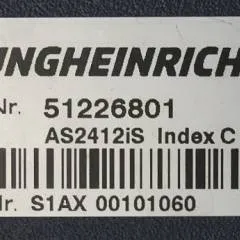 UNGHEINRICH
Nr. 51226801
AS2412iS Index C
Nr. S1AX 00101060